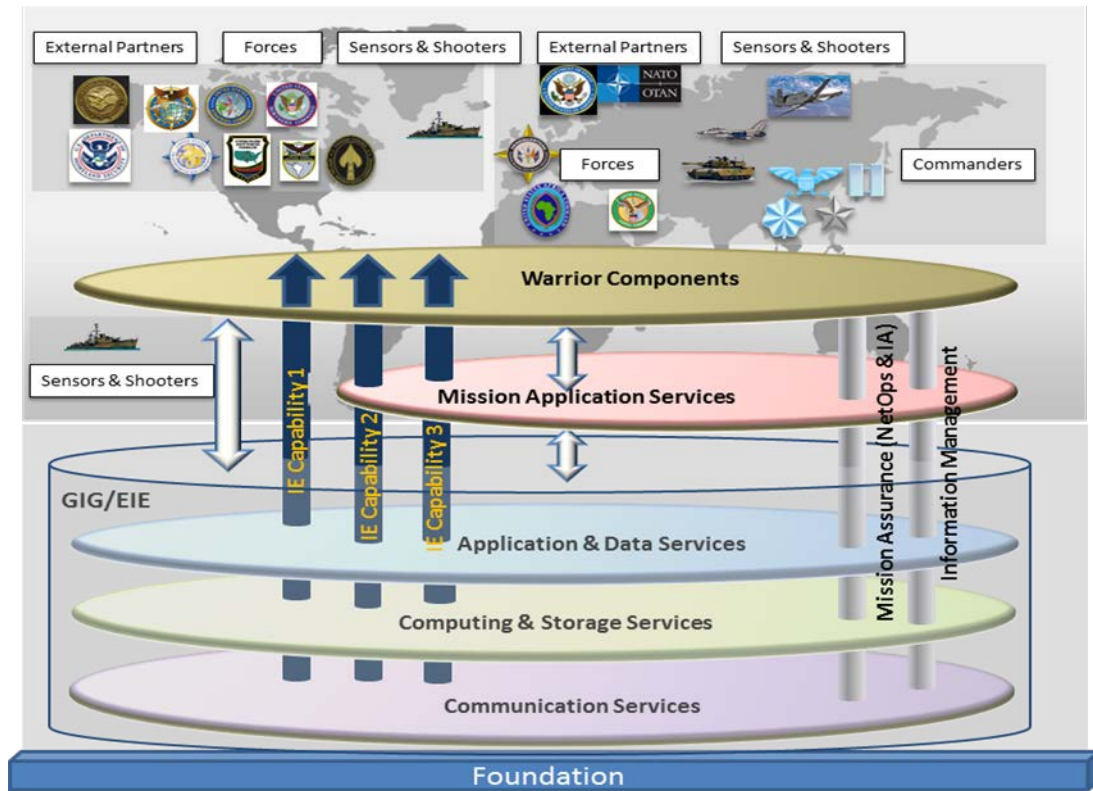 External Partners
Forces
Sensors & Shooters
External Partners
Sensors & Shooters
NATO
OTAN
Forces
Commanders
Warrior Components
Sensors & Shooters
Mission Application Services
IE Capability 1
IE Capability 2
IE Capability 3
Mission Assurance (NetOps & IA)
Information Management
GIG/EIE
Application & Data Services
Computing & Storage Services
Communication Services
Foundation